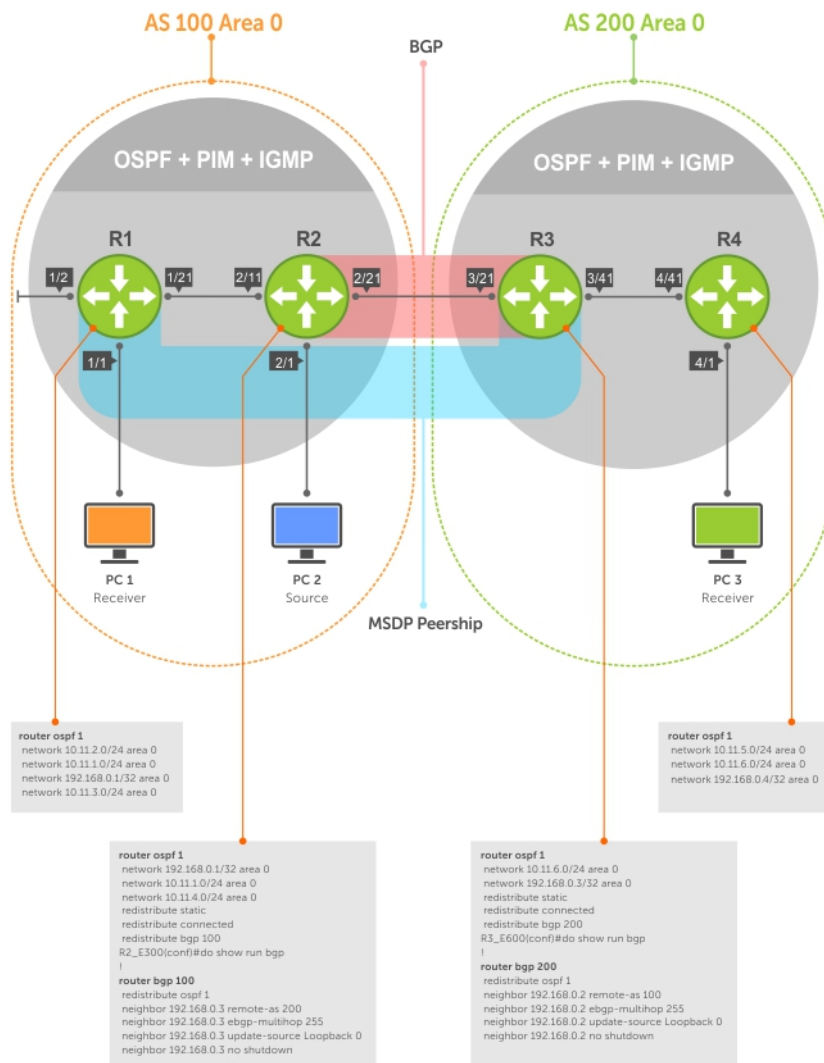 AS 100 Area 0
AS 200 Area 0
BGP
OSPF + PIM + IGMP
OSPF + PIM + IGMP
R1
R2
R3
R4
1/2
1/21
2/11
2/21
3/21
3/41
4/41
1/1
2/1
4/1
PC 1
Receiver
PC 2
Source
PC 3
Receiver
MSDP Peership
router ospf 1
network 10.11.2.0/24 area 0
network 10.11.1.0/24 area 0
network 192.168.0.1/32 area 0
network 10.11.3.0/24 area 0
router ospf 1
network 10.11.5.0/24 area 0
network 10.11.6.0/24 area 0
network 192.168.0.4/32 area 0
router ospf 1
network 192.168.0.1/32 area 0
network 10.11.1.0/24 area 0
network 10.11.4.0/24 area 0
redistribute static
redistribute connected
redistribute bgp 100
R2_E300(conf)#do show run bgp
!
router bgp 100
redistribute ospf 1
neighbor 192.168.0.3 remote-as 200
neighbor 192.168.0.3 ebgp-multihop 255
neighbor 192.168.0.3 update-source Loopback 0
neighbor 192.168.0.3 no shutdown
router ospf 1
network 10.11.6.0/24 area 0
network 192.168.0.3/32 area 0
redistribute static
redistribute connected
redistribute bgp 200
R3_E600(conf)#do show run bgp
!
router bgp 200
redistribute ospf 1
neighbor 192.168.0.2 remote-as 100
neighbor 192.168.0.2 ebgp-multihop 255
neighbor 192.168.0.2 update-source Loopback 0
neighbor 192.168.0.2 no shutdown